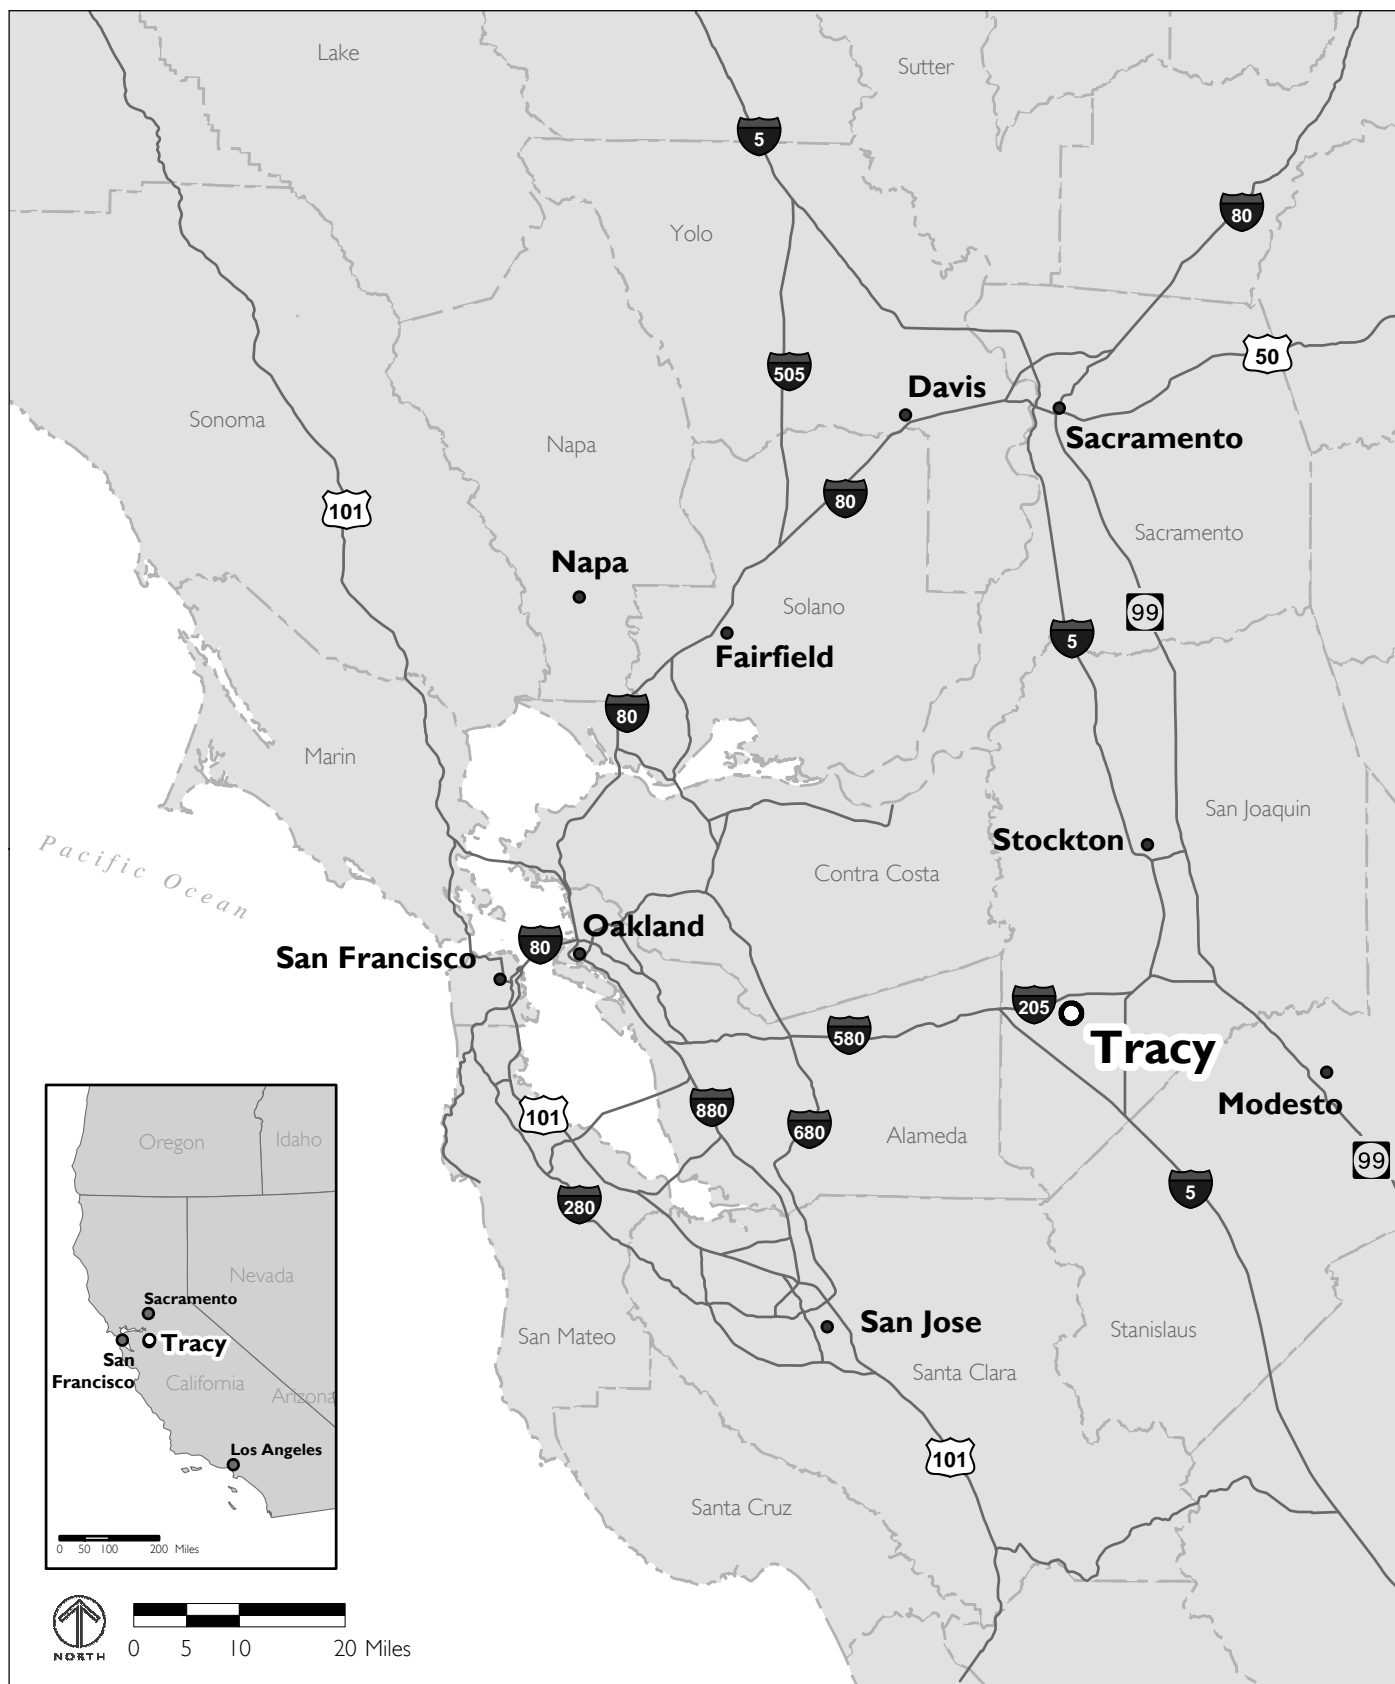 Lake
Sutter
5
80
Yolo
50
505
Davis
Sonoma
Sacramento
Napa
80
101
Sacramento
Napa
Solano
99
5
Fairfield
80
Marin
San Joaquin
Stockton
Pacific Ocean
Contra Costa
Oakland
80
San Francisco
205
580
Tracy
Modesto
880
101
680
Alameda
99
5
280
San Jose
Stanislaus
San Mateo
Santa Clara
101
Santa Cruz
Oregon
Idaho
Nevada
Sacramento
Tracy
San
Francisco
California
Arizona
Los Angeles
0 50 100 200 Miles
NORTH
0 5 10 20 Miles